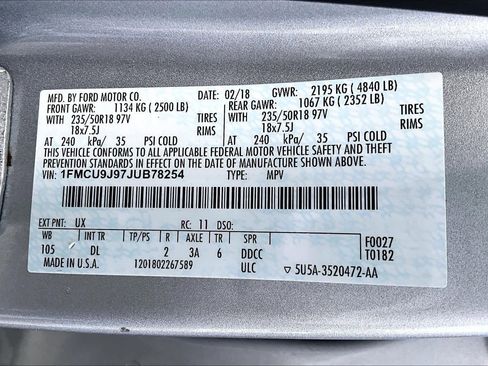 MFD. BY FORD MOTOR CO. DATE: 02/18 GVWR: 2195 KG ( 4840 LB)
FRONT GAWR: 1134 KG ( 2500 LB) REAR GAWR: 1067 KG ( 2352 LB)
WITH 235/50R18 97V TIRES WITH 235/50R18 97V TIRES
18x7.5J RIMS 18x7.5J RIMS
AT 240 kPa/ 35 PSI COLD AT 240 kPa/ 35 PSI COLD
THIS VEHICLE CONFORMS TO ALL APPLICABLE FEDERAL MOTOR VEHICLE SAFETY AND THEFT
PREVENTION STANDARDS IN EFFECT ON THE DATE OF MANUFACTURE SHOWN ABOVE.
VIN: 1FMCU9J97JUB78254 TYPE: MPV
EXT PNT: UX RC: 11 DSO:
WB INT TR TP/PS R AXLE TR SPR F0027
105 DL 2 3A 6 DDCC T0182
MADE IN U.S.A. 1201802267589 ULC 5U5A-3520472-AA